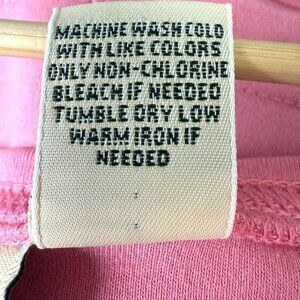 MACHINE WASH COLD
WITH LIKE COLORS
ONLY NON-CHLORINE
BLEACH IF NEEDED
TUMBLE DRY LOW
WARM IRON IF
NEEDED